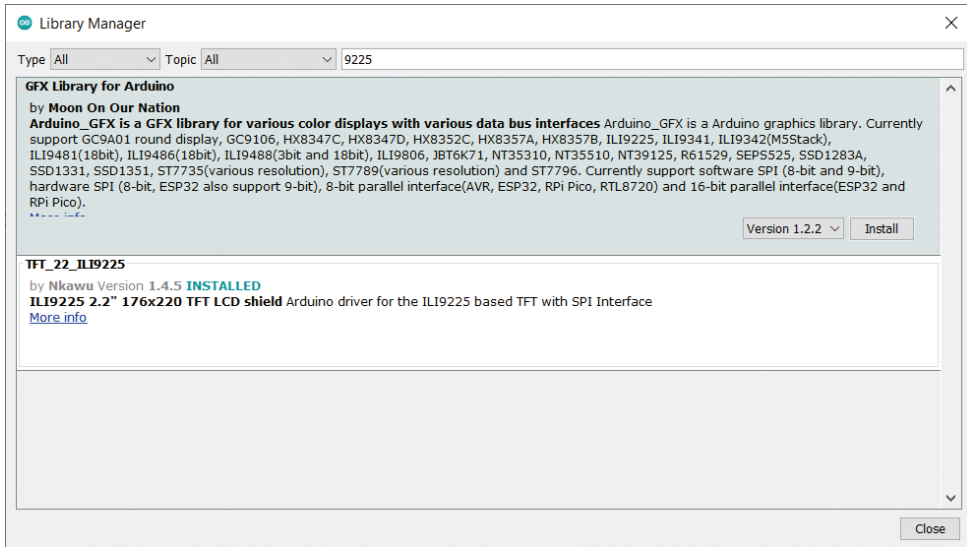 Library Manager
Type All Topic All 9225
GFX Library for Arduino
by Moon On Our Nation
Arduino_GFX is a GFX library for various color displays with various data bus interfaces Arduino_GFX is a Arduino graphics library. Currently
support GC9A01 round display, GC9106, HX8347C, HX8347D, HX8352C, HX8357A, HX8357B, ILI9225, ILI9341, ILI9342(M5Stack),
ILI9481(18bit), ILI9486(18bit), ILI9488(3bit and 18bit), ILI9806, JBT6K71, NT35310, NT35510, NT39125, R61529, SEPS525, SSD1283A,
SSD1331, SSD1351, ST7735(various resolution), ST7789(various resolution) and ST7796. Currently support software SPI (8-bit and 9-bit),
hardware SPI (8-bit, ESP32 also support 9-bit), 8-bit parallel interface(AVR, ESP32, RPi Pico, RTL8720) and 16-bit parallel interface(ESP32 and
RPi Pico).
More info
Version 1.2.2 Install
TFT_22_ILI9225
by Nkawu Version 1.4.5 INSTALLED
ILI9225 2.2" 176x220 TFT LCD shield Arduino driver for the ILI9225 based TFT with SPI Interface
More info
Close